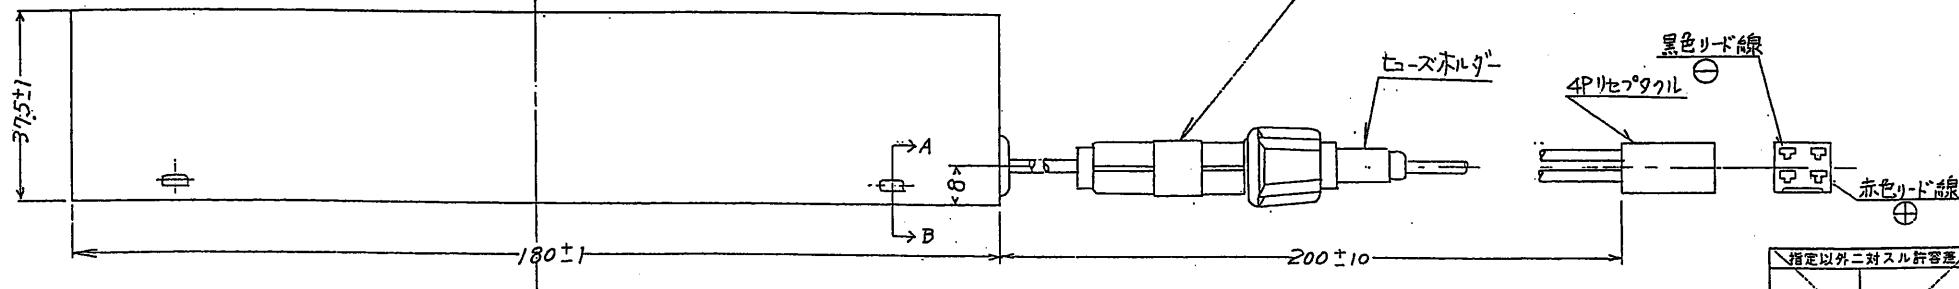 37.5±1
A
B
8
180±1
200±10
ヒューズホルダー
4Pリセプタクル
黒色リード線
⊖
赤色リード線
⊕
指定以外ニ対スル許容差